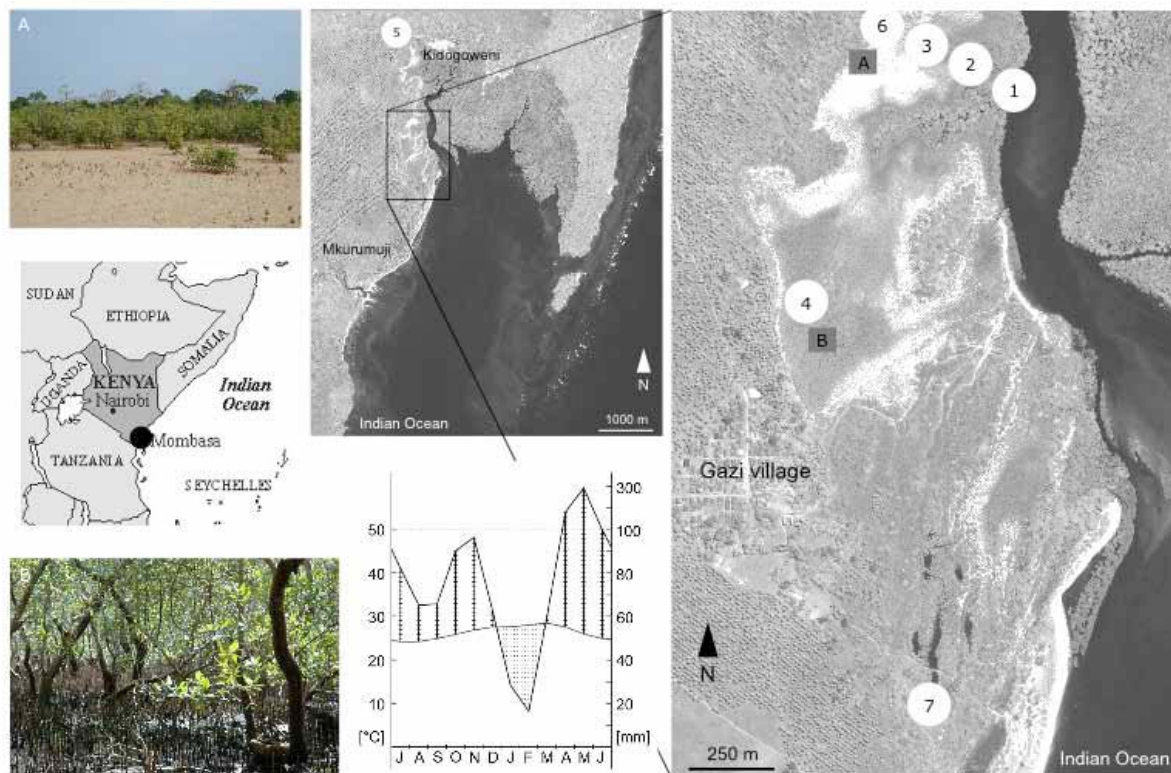 A
5
Kidogoweni
Mkurumuji
N
1000 m
Indian Ocean
6
3
2
1
A
4
B
Gazi village
N
7
250 m
Indian Ocean
SUDAN
ETHIOPIA
SOMALIA
UGANDA
KENYA
Nairobi
Indian
Ocean
Mombasa
TANZANIA
SEYCHELLES
B
300
50
100
40
80
30
60
20
40
10
20
[°C]
[mm]
J A S O N D J F M A M J